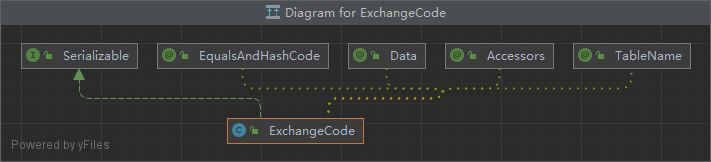 Diagram for ExchangeCode
Serializable
EqualsAndHashCode
Data
Accessors
TableName
ExchangeCode
Powered by yFiles